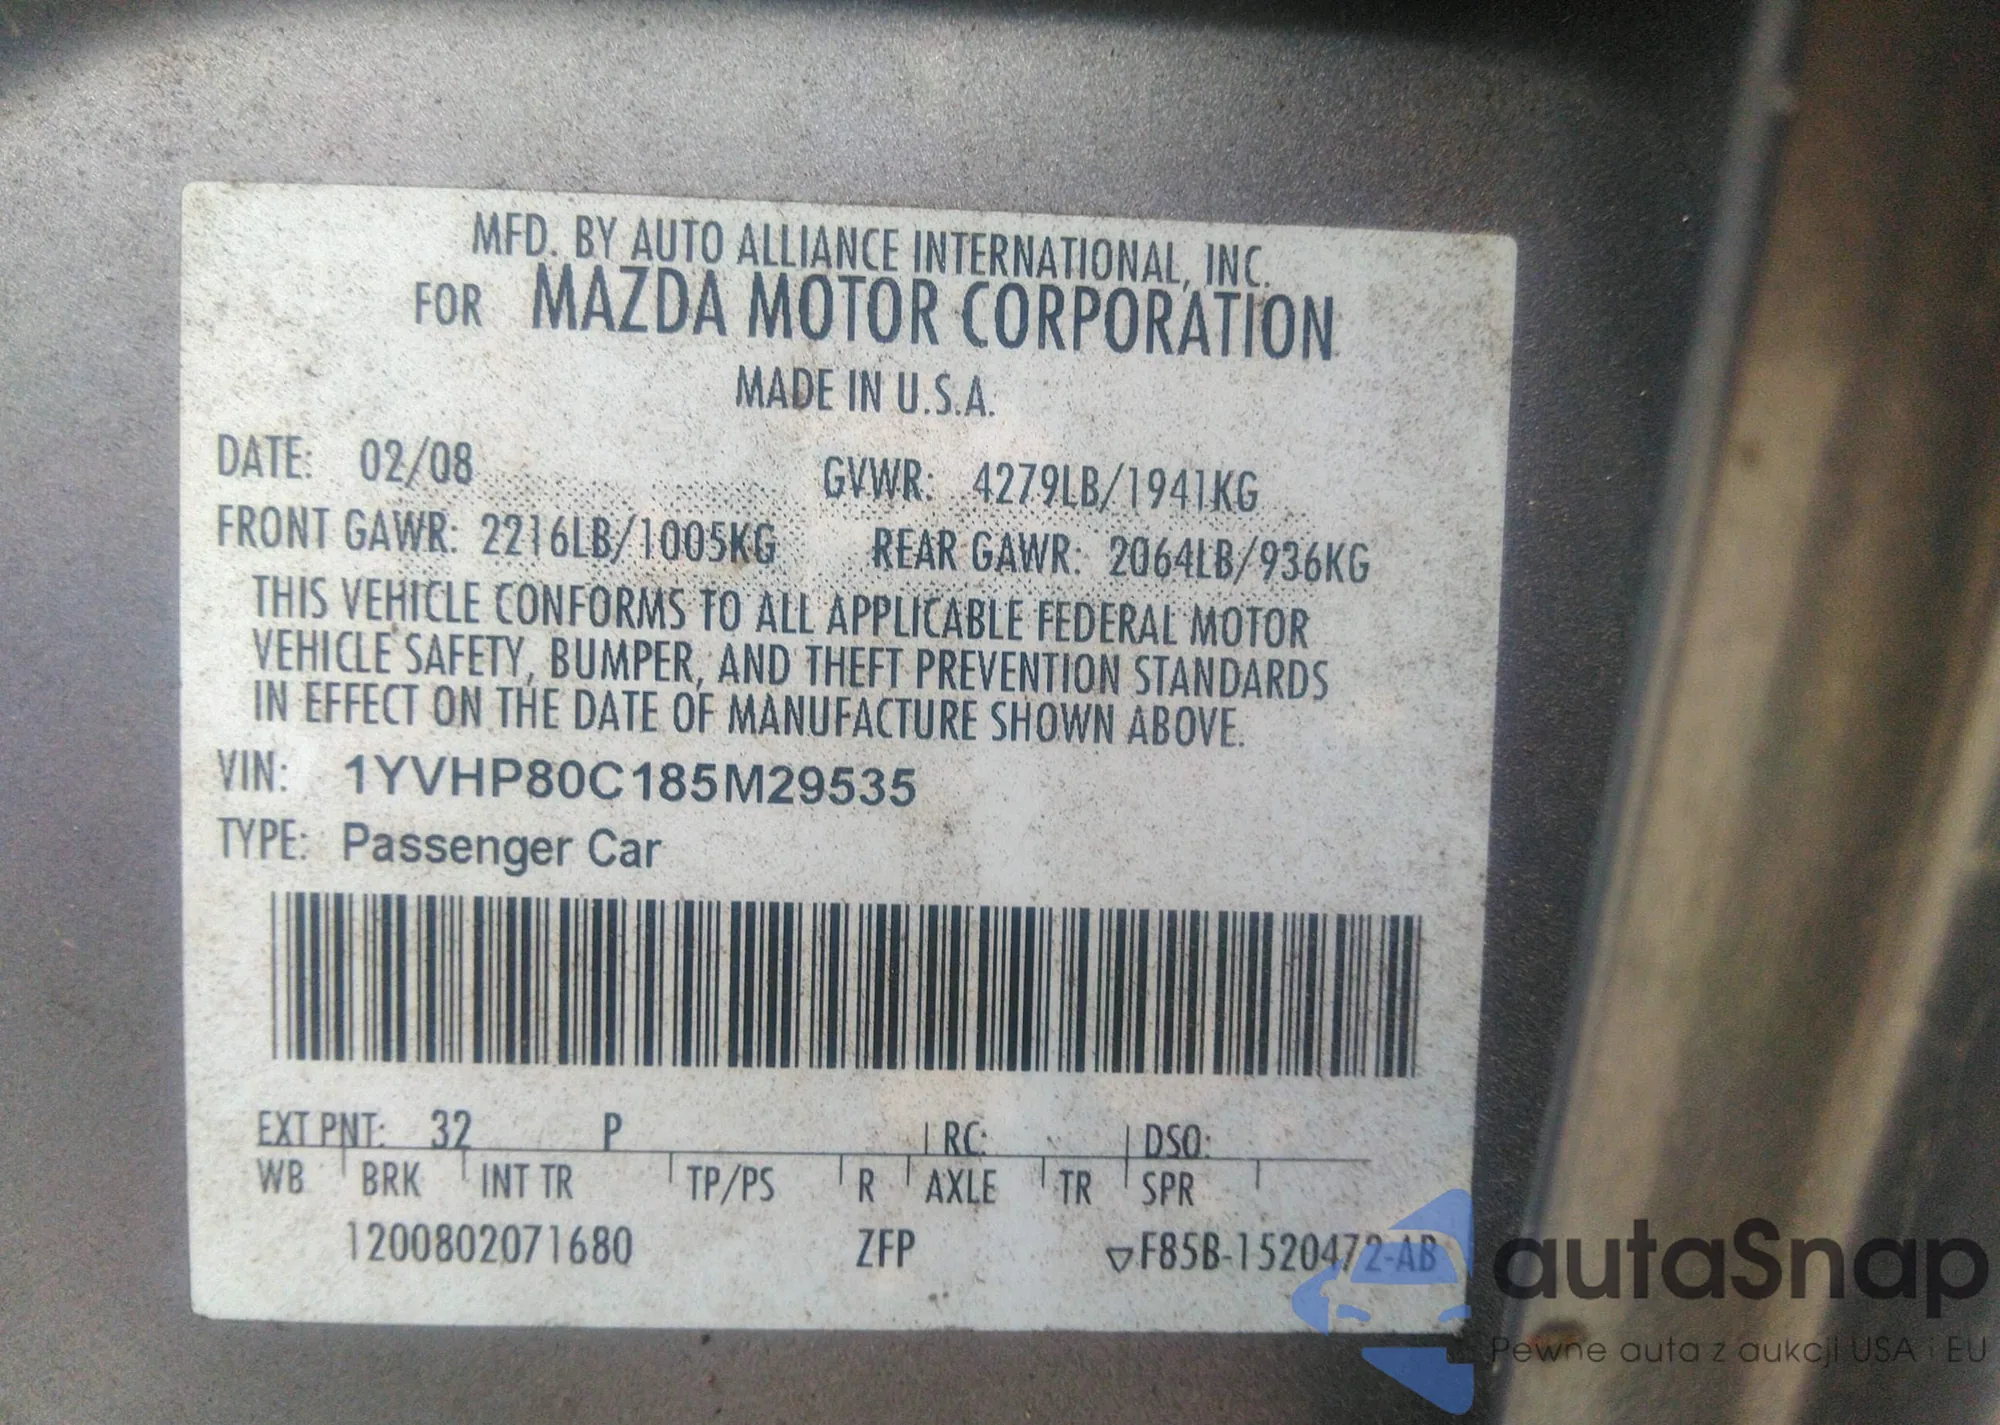 MFD. BY AUTO ALLIANCE INTERNATIONAL, INC.
FOR MAZDA MOTOR CORPORATION
MADE IN U.S.A.
DATE: 02/08 GVWR: 4279LB/1941KG
FRONT GAWR: 2216LB/1005KG REAR GAWR: 2064LB/936KG
THIS VEHICLE CONFORMS TO ALL APPLICABLE FEDERAL MOTOR
VEHICLE SAFETY, BUMPER, AND THEFT PREVENTION STANDARDS
IN EFFECT ON THE DATE OF MANUFACTURE SHOWN ABOVE.
VIN: 1YVHP80C185M29535
TYPE: Passenger Car
EXT PNT: 32 P RC: DSO:
WB BRK INT TR TP/PS R AXLE TR SPR
1200802071680 ZFP F85B-1520472-AB
autaSnap
Pewne auta z aukcji USA i EU